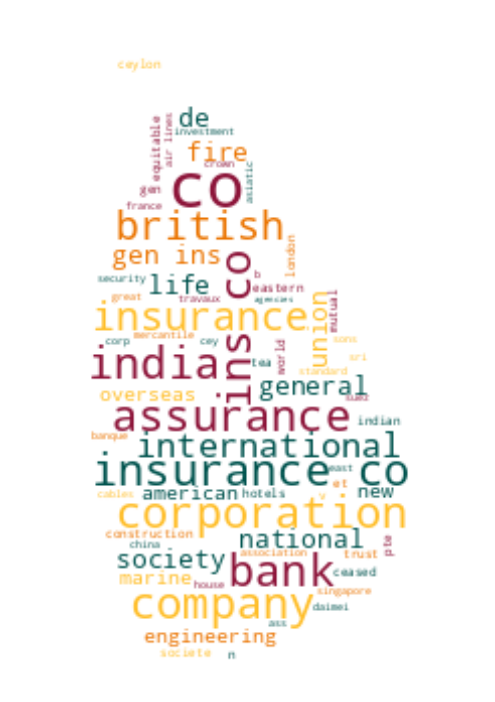 ceylon
de
investment
equitable
air lines
fire
crown
asiatic
co
gen
france
british
london
gen ins
co
b
security
life
eastern
great
travaux
agencies
insurance
union
mutual
mercantile
sons
corp
cey
ins
world
india
tea
sri
standard
general
overseas
suez
assurance
indian
banque
international
insurance co
east
et
cables
american
hotels
v
new
corporation
construction
national
pte
china
association
trust
society
bank
ceased
marine
house
singapore
company
daimei
ass
engineering
societe
n